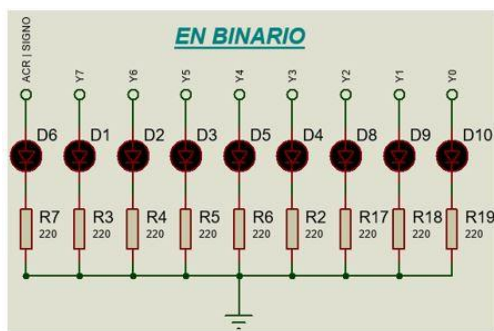 EN BINARIO
ACR | SIGNO
Y7
Y6
Y5
Y4
Y3
Y2
Y1
Y0
D6
D1
D2
D3
D5
D4
D8
D9
D10
R7
R3
R4
R5
R6
R2
R17
R18
R19
220
220
220
220
220
220
220
220
220